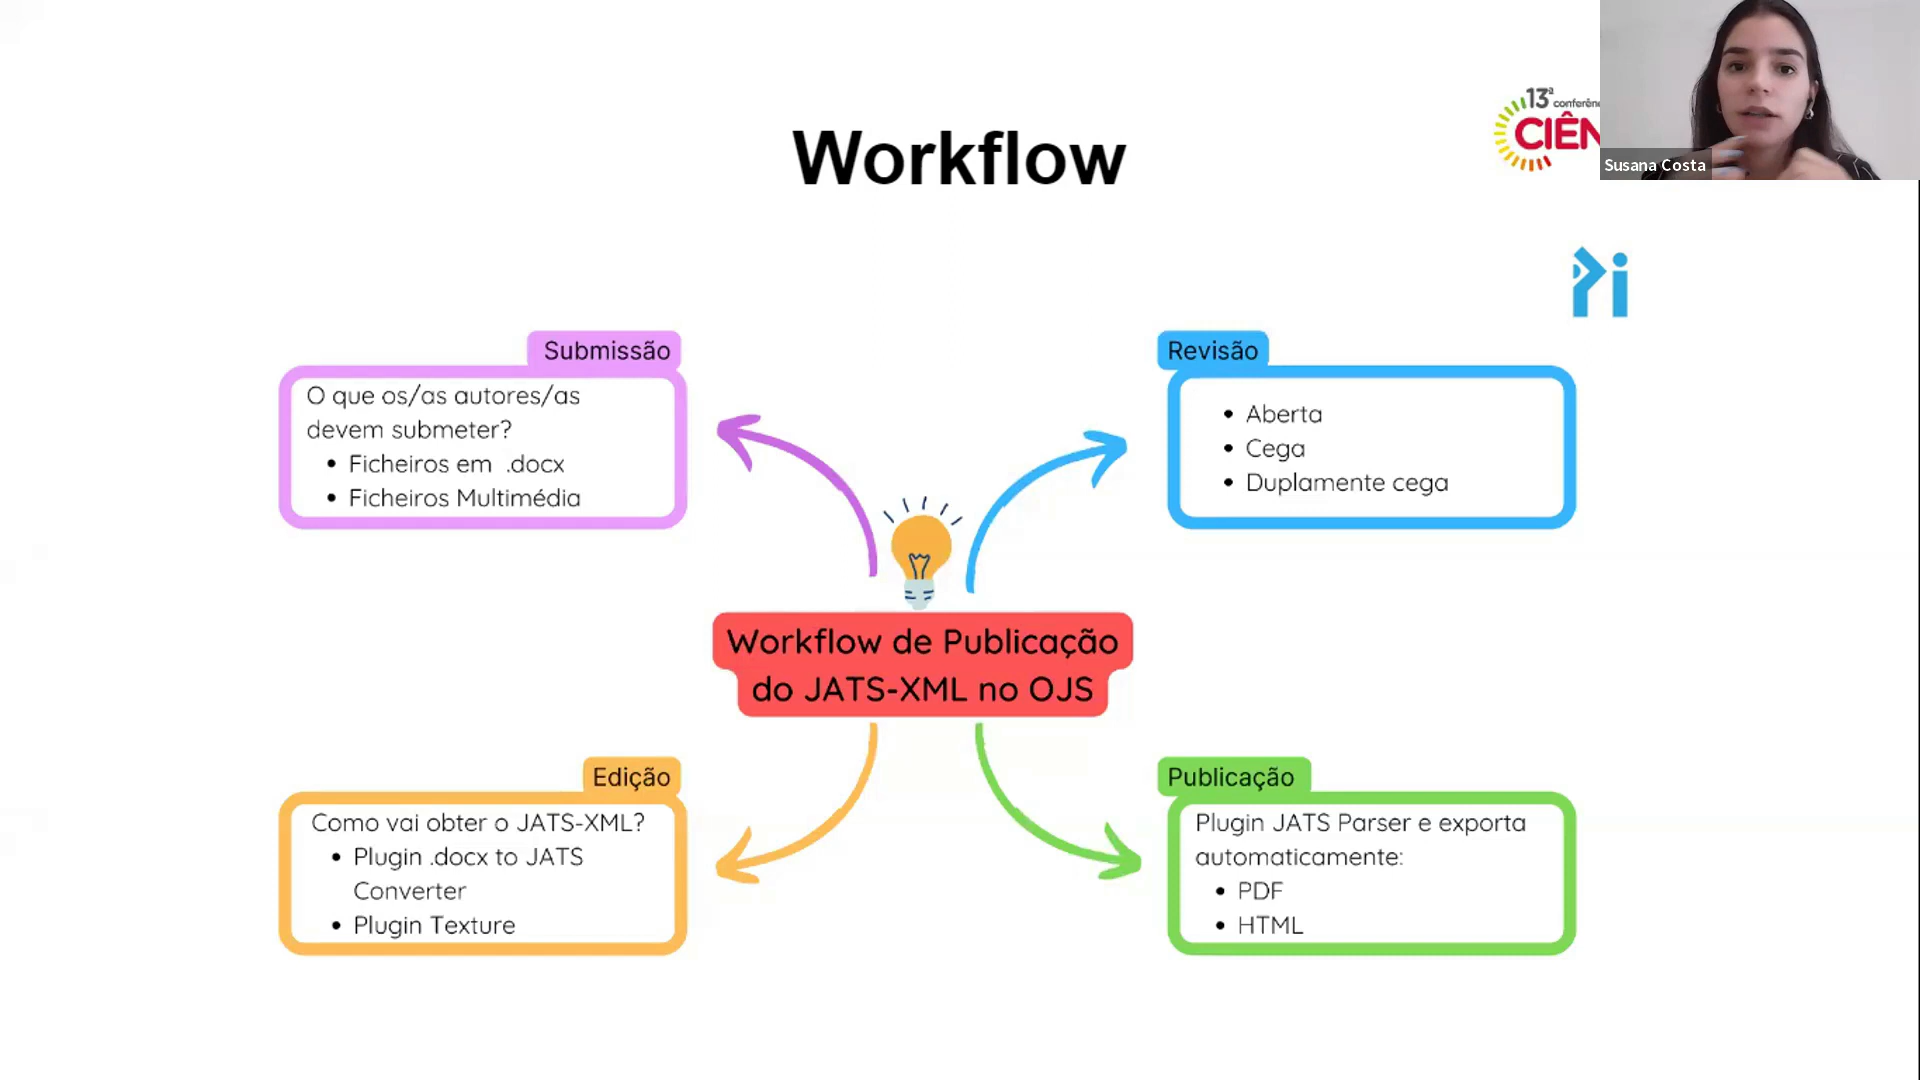 Workflow
13ª conferên
CIÊN
Susana Costa
Submissão
O que os/as autores/as
devem submeter?
• Ficheiros em .docx
• Ficheiros Multimédia
Revisão
• Aberta
• Cega
• Duplamente cega
Workflow de Publicação
do JATS-XML no OJS
Edição
Como vai obter o JATS-XML?
• Plugin .docx to JATS
Converter
• Plugin Texture
Publicação
Plugin JATS Parser e exporta
automaticamente:
• PDF
• HTML